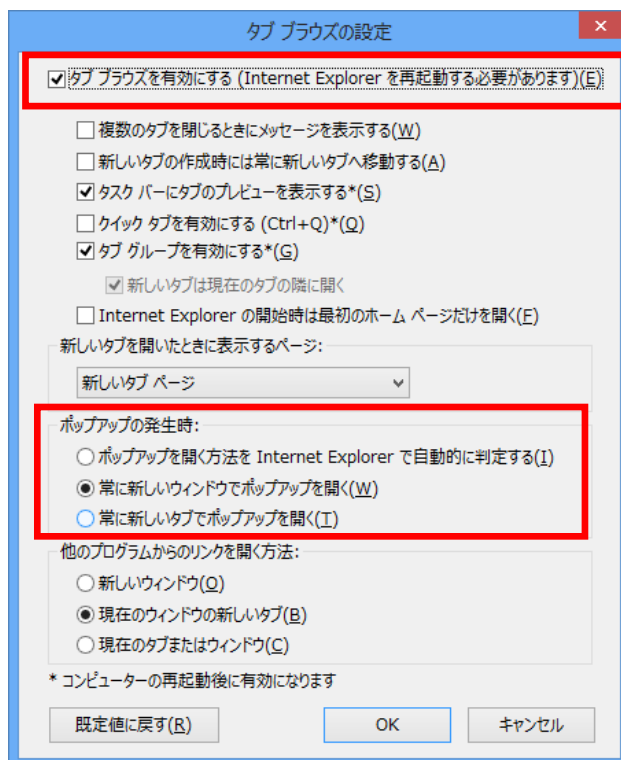 タブ ブラウズの設定
タブ ブラウズを有効にする (Internet Explorer を再起動する必要があります)(E)
複数のタブを閉じるときにメッセージを表示する(W)
新しいタブの作成時には常に新しいタブへ移動する(A)
タスク バーにタブのプレビューを表示する*(S)
クイック タブを有効にする (Ctrl+Q)*(Q)
タブ グループを有効にする*(G)
新しいタブは現在のタブの隣に開く
Internet Explorer の開始時は最初のホーム ページだけを開く(F)
新しいタブを開いたときに表示するページ:
新しいタブ ページ
ポップアップの発生時:
ポップアップを開く方法を Internet Explorer で自動的に判定する(I)
常に新しいウィンドウでポップアップを開く(W)
常に新しいタブでポップアップを開く(T)
他のプログラムからのリンクを開く方法:
新しいウィンドウ(O)
現在のウィンドウの新しいタブ(B)
現在のタブまたはウィンドウ(C)
* コンピューターの再起動後に有効になります
既定値に戻す(R) OK キャンセル